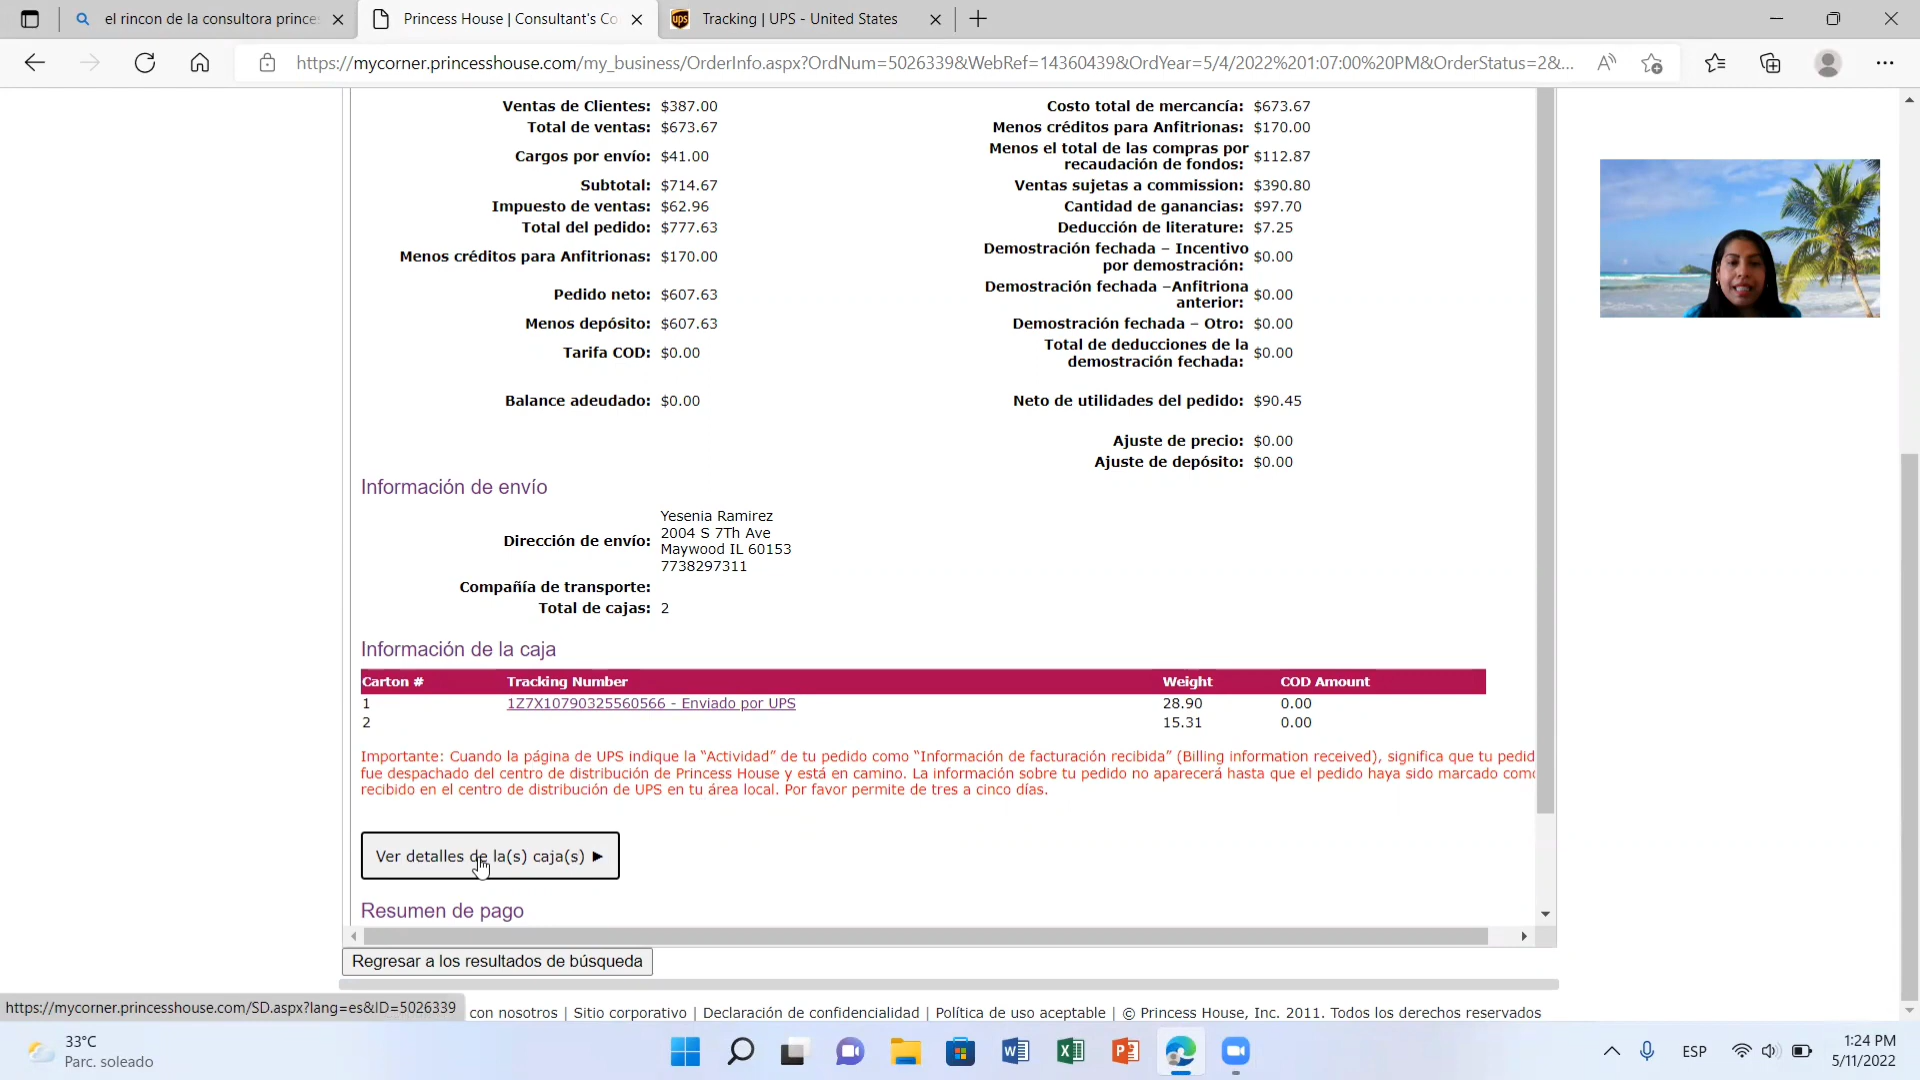 el rincon de la consultora prince
Princess House | Consultant's Co
Tracking | UPS - United States
https://mycorner.princesshouse.com/my_business/OrderInfo.aspx?OrdNum=5026339&WebRef=14360439&OrdYear=5/4/2022%201:07:00%20PM&OrderStatus=2&...
Ventas de Clientes: $387.00
Total de ventas: $673.67
Cargos por envío: $41.00
Subtotal: $714.67
Impuesto de ventas: $62.96
Total del pedido: $777.63
Menos créditos para Anfitrionas: $170.00
Pedido neto: $607.63
Menos depósito: $607.63
Tarifa COD: $0.00
Balance adeudado: $0.00
Costo total de mercancía: $673.67
Menos créditos para Anfitrionas: $170.00
Menos el total de las compras por
recaudación de fondos: $112.87
Ventas sujetas a commission: $390.80
Cantidad de ganancias: $97.70
Deducción de literature: $7.25
Demostración fechada – Incentivo
por demostración: $0.00
Demostración fechada –Anfitriona
anterior: $0.00
Demostración fechada – Otro: $0.00
Total de deducciones de la
demostración fechada: $0.00
Neto de utilidades del pedido: $90.45
Ajuste de precio: $0.00
Ajuste de depósito: $0.00
Información de envío
Dirección de envío:
Yesenia Ramirez
2004 S 7Th Ave
Maywood IL 60153
7738297311
Compañía de transporte:
Total de cajas: 2
Información de la caja
Carton # Tracking Number Weight COD Amount
1 1Z7X10790325560566 - Enviado por UPS 28.90 0.00
2 15.31 0.00
Importante: Cuando la página de UPS indique la “Actividad” de tu pedido como “Información de facturación recibida” (Billing information received), significa que tu pedid
fue despachado del centro de distribución de Princess House y está en camino. La información sobre tu pedido no aparecerá hasta que el pedido haya sido marcado com
recibido en el centro de distribución de UPS en tu área local. Por favor permite de tres a cinco días.
Ver detalles de la(s) caja(s) ►
Resumen de pago
Regresar a los resultados de búsqueda
https://mycorner.princesshouse.com/SD.aspx?lang=es&ID=5026339
con nosotros | Sitio corporativo | Declaración de confidencialidad | Política de uso aceptable | © Princess House, Inc. 2011. Todos los derechos reservados
33°C
Parc. soleado
ESP
1:24 PM
5/11/2022